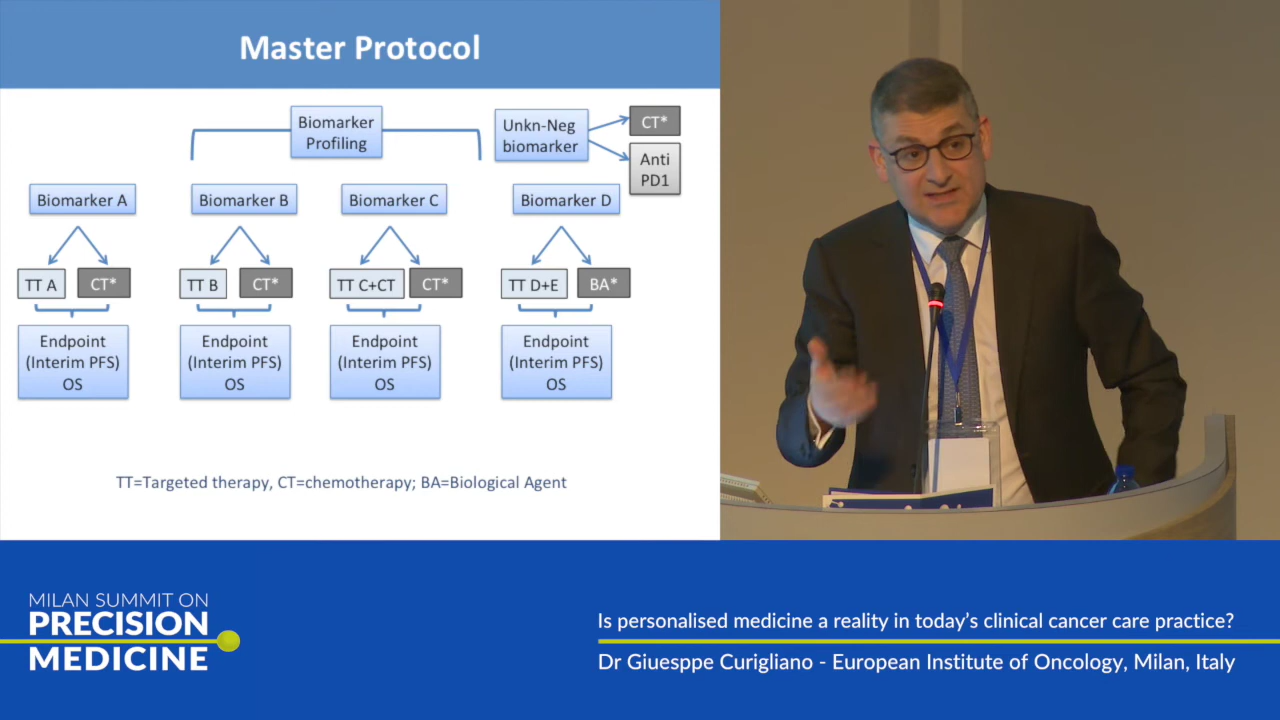 Master Protocol
Biomarker
Profiling
Unkn-Neg
biomarker
CT*
Anti
PD1
Biomarker A
Biomarker B
Biomarker C
Biomarker D
TT A
CT*
TT B
CT*
TT C+CT
CT*
TT D+E
BA*
Endpoint
(Interim PFS)
OS
Endpoint
(Interim PFS)
OS
Endpoint
(Interim PFS)
OS
Endpoint
(Interim PFS)
OS
TT=Targeted therapy, CT=chemotherapy; BA=Biological Agent
MILAN SUMMIT ON
PRECISION
MEDICINE
Is personalised medicine a reality in today's clinical cancer care practice?
Dr Giuesppe Curigliano - European Institute of Oncology, Milan, Italy